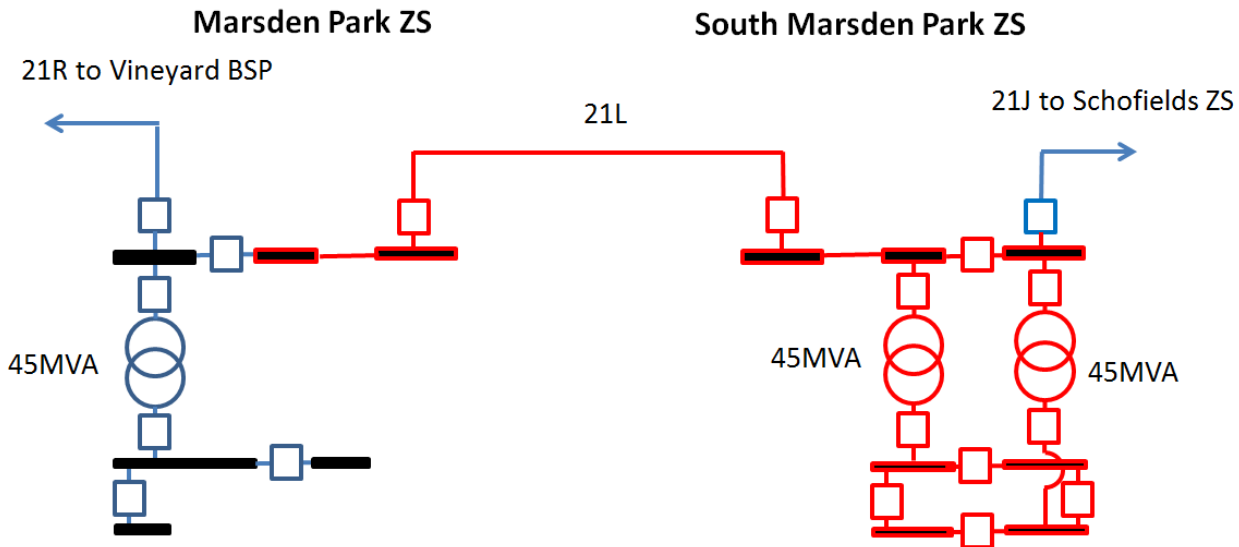 Marsden Park ZS
South Marsden Park ZS
21R to Vineyard BSP
21L
21J to Schofields ZS
45MVA
45MVA
45MVA